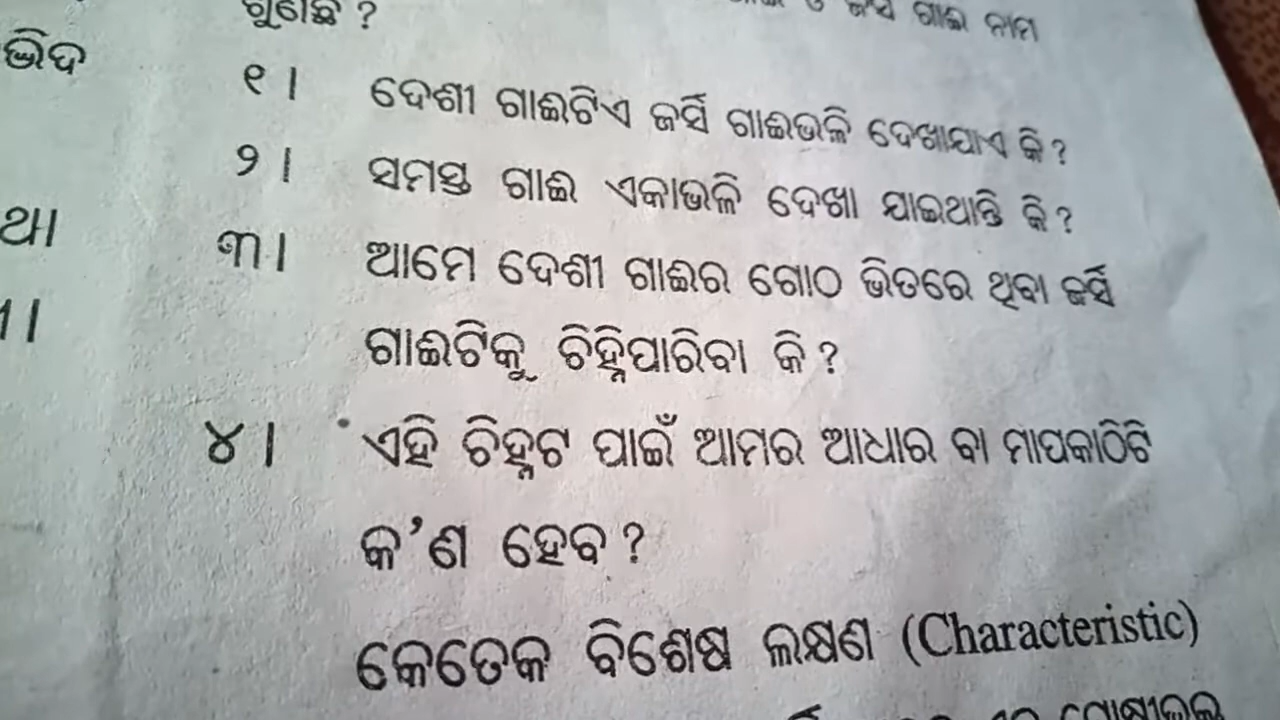 ଭିଦ
ଗାଈ ନାମ
୧। ଦେଶୀ ଗାଈଟିଏ ଜର୍ସି ଗାଈଭଳି ଦେଖାଯାଏ କି ?
୨। ସମସ୍ତ ଗାଈ ଏକାଭଳି ଦେଖା ଯାଇଥାନ୍ତି କି ?
ଥା।
୩। ଆମେ ଦେଶୀ ଗାଈର ଗୋଠ ଭିତରେ ଥିବା ଜର୍ସି
ଗାଈଟିକୁ ଚିହ୍ନିପାରିବା କି ?
୪। ଏହି ଚିହ୍ନଟ ପାଇଁ ଆମର ଆଧାର ବା ମାପକାଠିଟି
କ'ଣ ହେବ ?
କେତେକ ବିଶେଷ ଲକ୍ଷଣ (Characteristic)